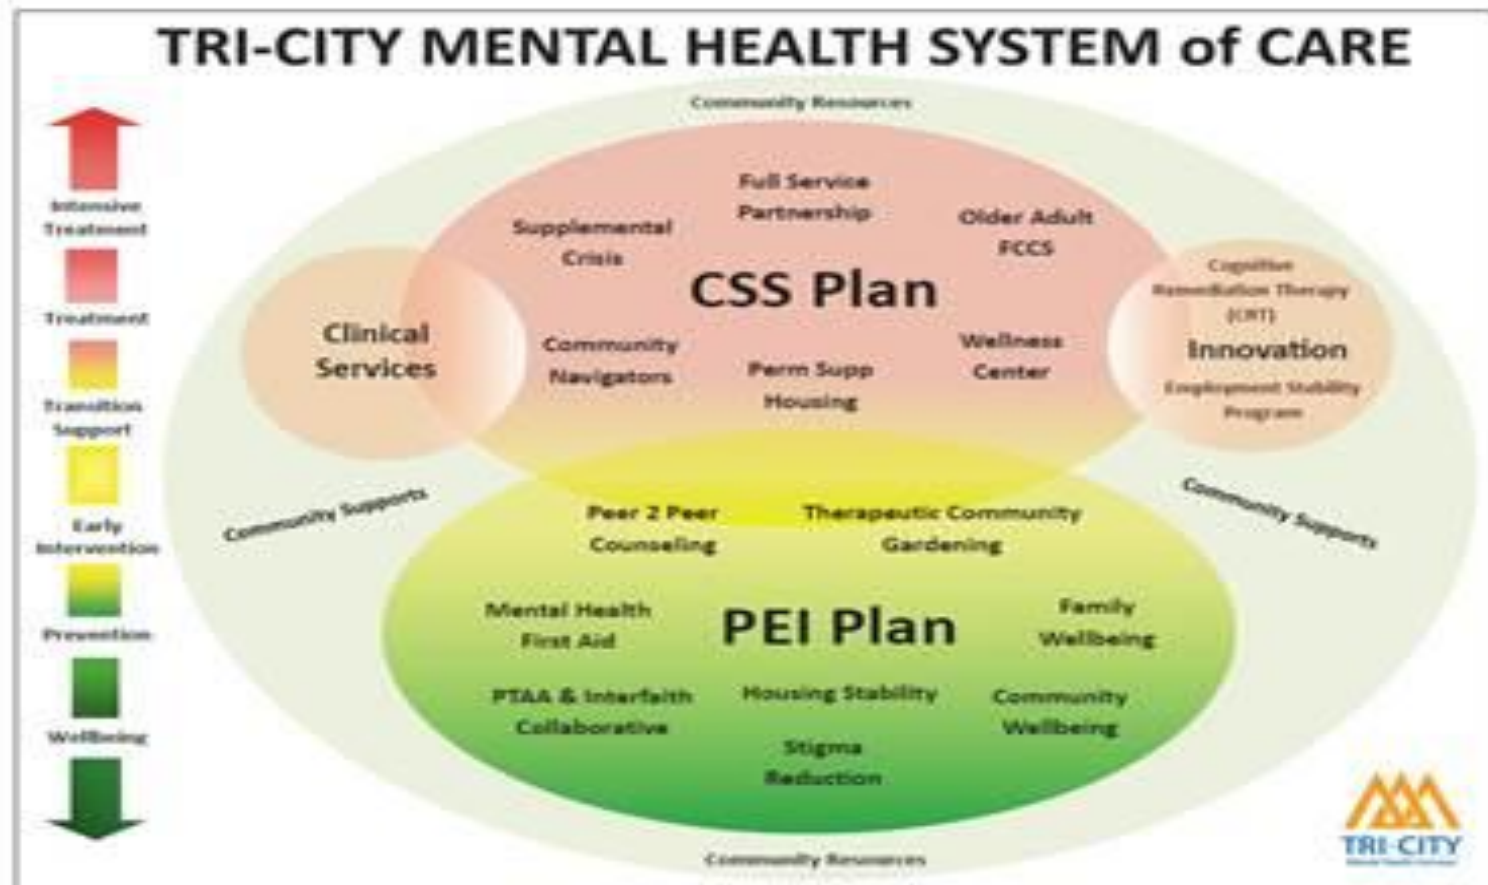 TRI-CITY MENTAL HEALTH SYSTEM of CARE
Community Resources
Intensive
Treatment
Treatment
Transition
Support
Early
Intervention
Prevention
Wellbeing
Full Service
Partnership
Supplemental
Crisis
Older Adult
FCCS
CSS Plan
Clinical
Services
Community
Navigators
Perm Supp
Housing
Wellness
Center
Cognitive
Remediation Therapy
(CRT)
Innovation
Employment Stability
Program
Community Supports
Community Supports
Peer 2 Peer
Counseling
Therapeutic Community
Gardening
Mental Health
First Aid
PEI Plan
Family
Wellbeing
PTAA & Interfaith
Collaborative
Housing Stability
Community
Wellbeing
Stigma
Reduction
Community Resources
TRI-CITY